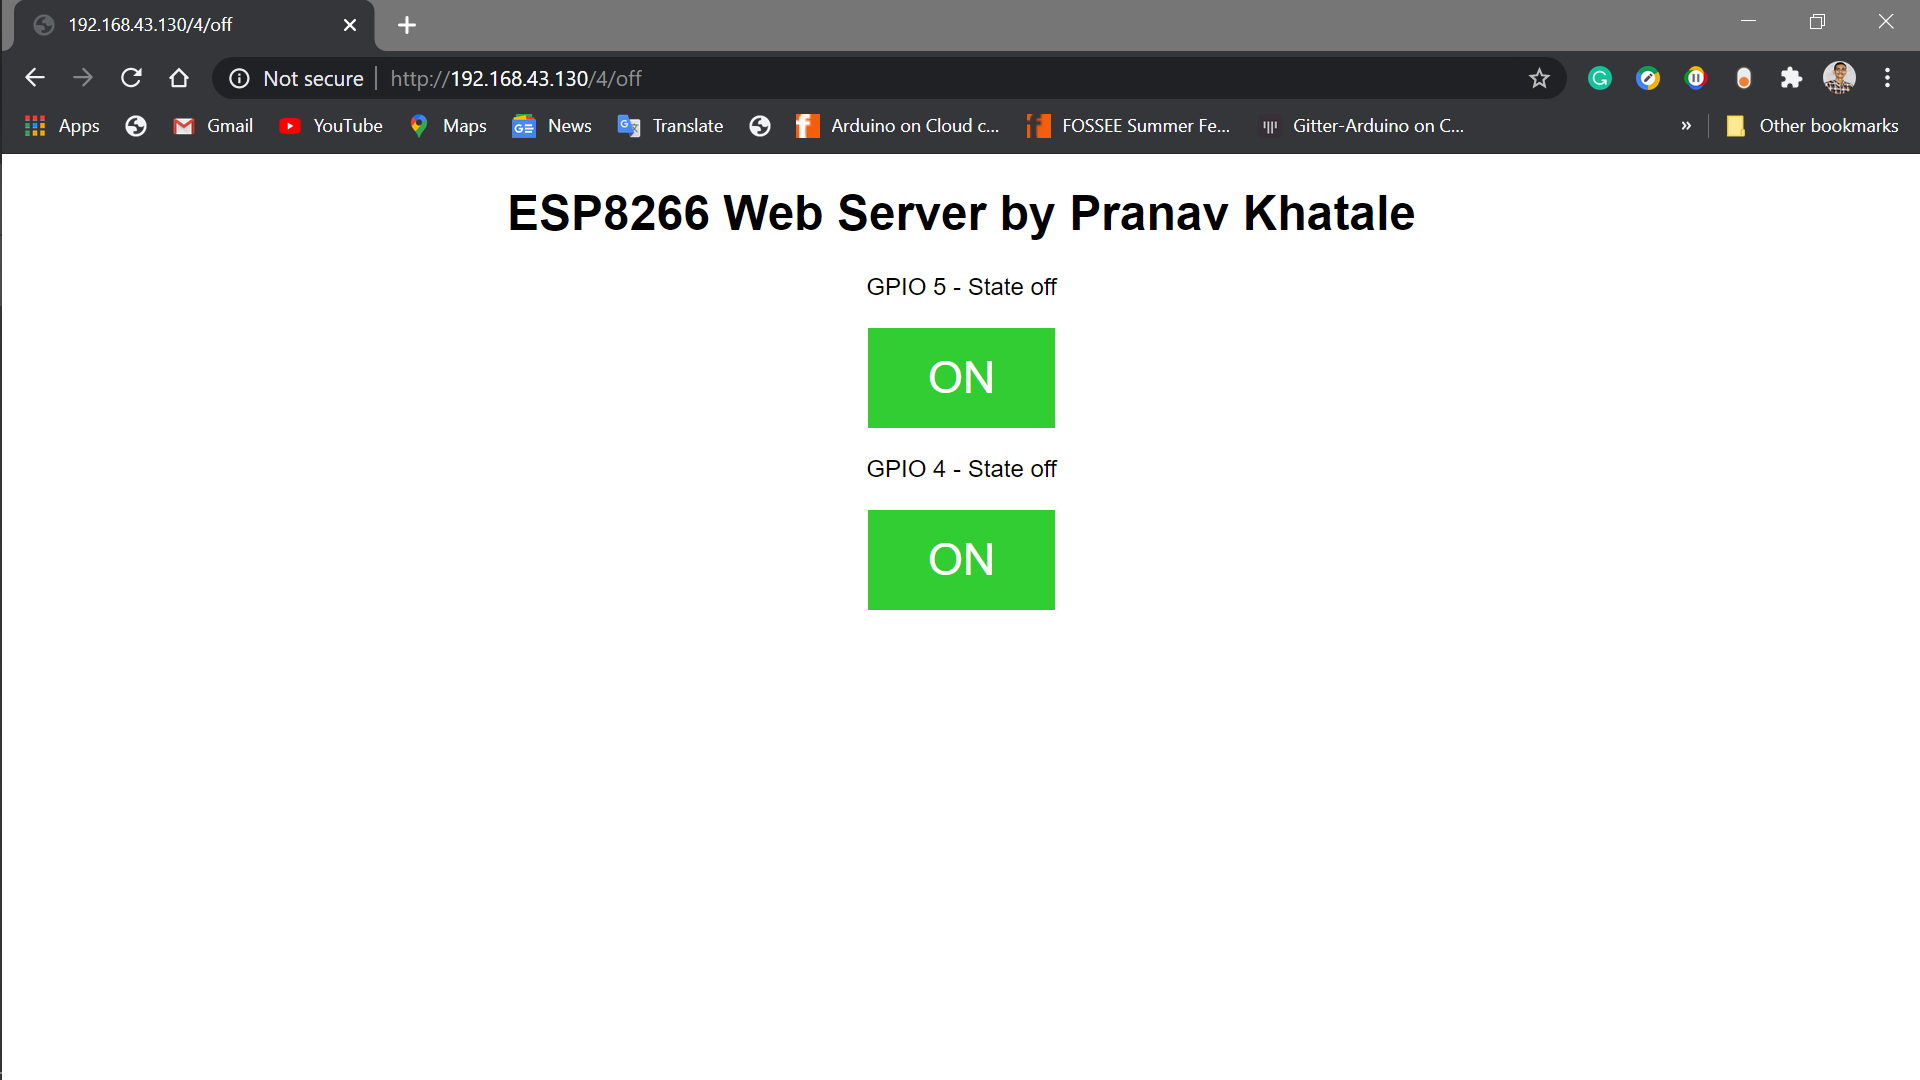 192.168.43.130/4/off
Not secure http://192.168.43.130/4/off
Apps Gmail YouTube Maps News Translate Arduino on Cloud c... FOSSEE Summer Fe... Gitter-Arduino on C... » Other bookmarks
ESP8266 Web Server by Pranav Khatale
GPIO 5 - State off
ON
GPIO 4 - State off
ON